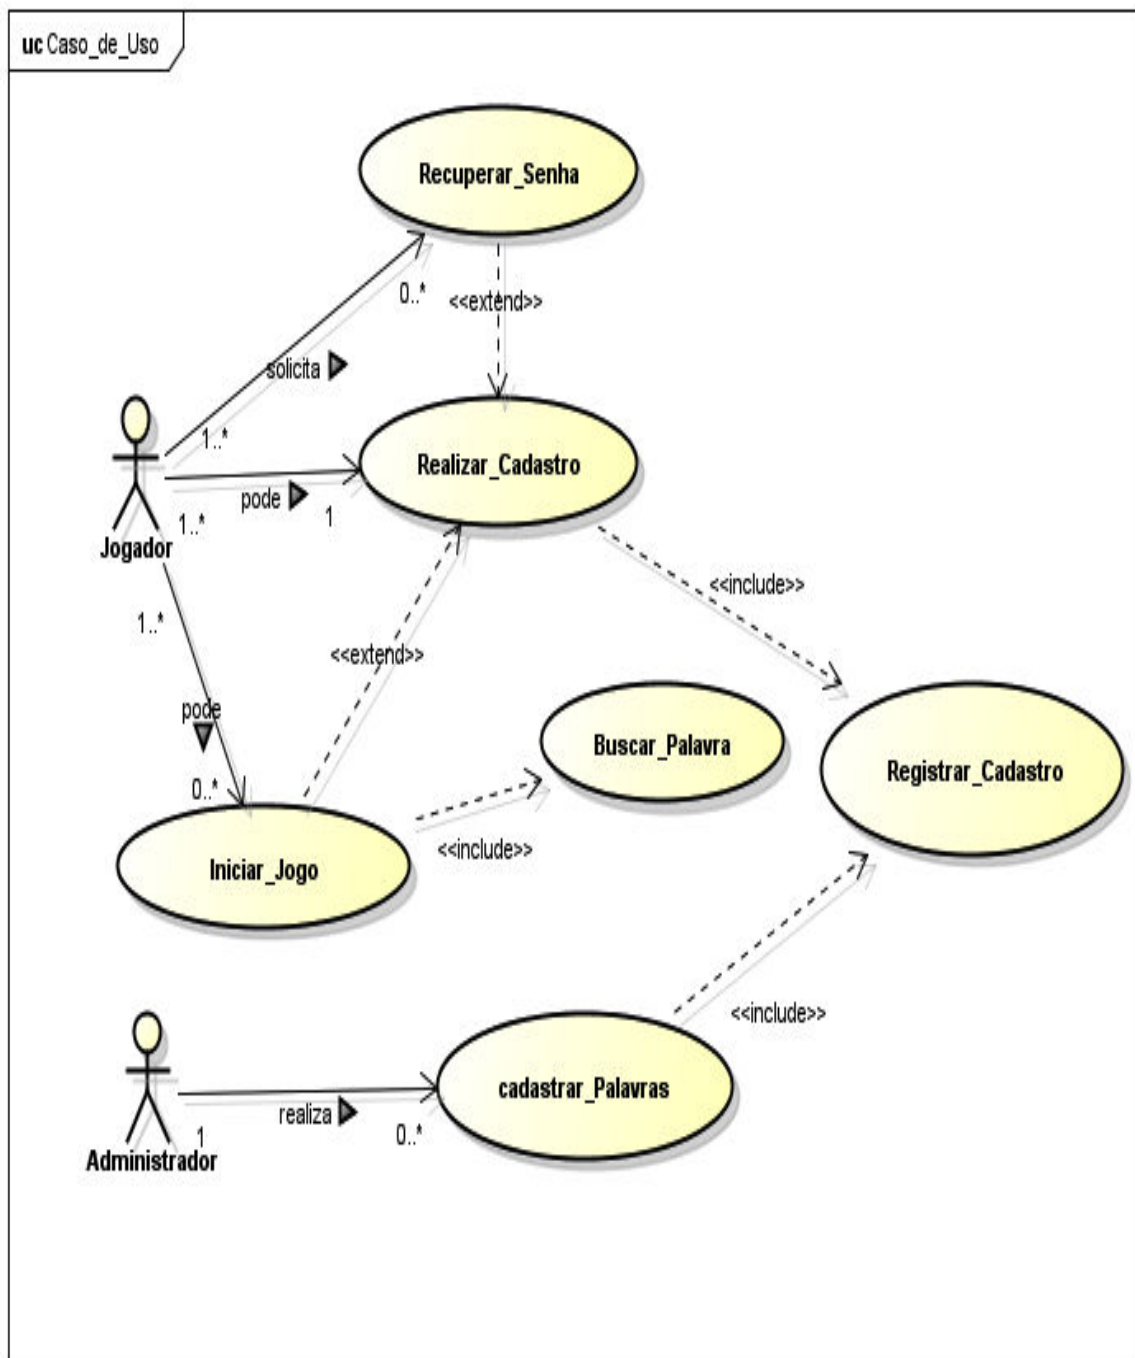 uc Caso_de_Uso
Recuperar_Senha
0..*
<<extend>>
solicita
1..*
Realizar_Cadastro
pode
1..*
1
Jogador
<<include>>
1..*
<<extend>>
pode
0..*
Buscar_Palavra
Registrar_Cadastro
<<include>>
Iniciar_Jogo
<<include>>
cadastrar_Palavras
realiza
1
0..*
Administrador